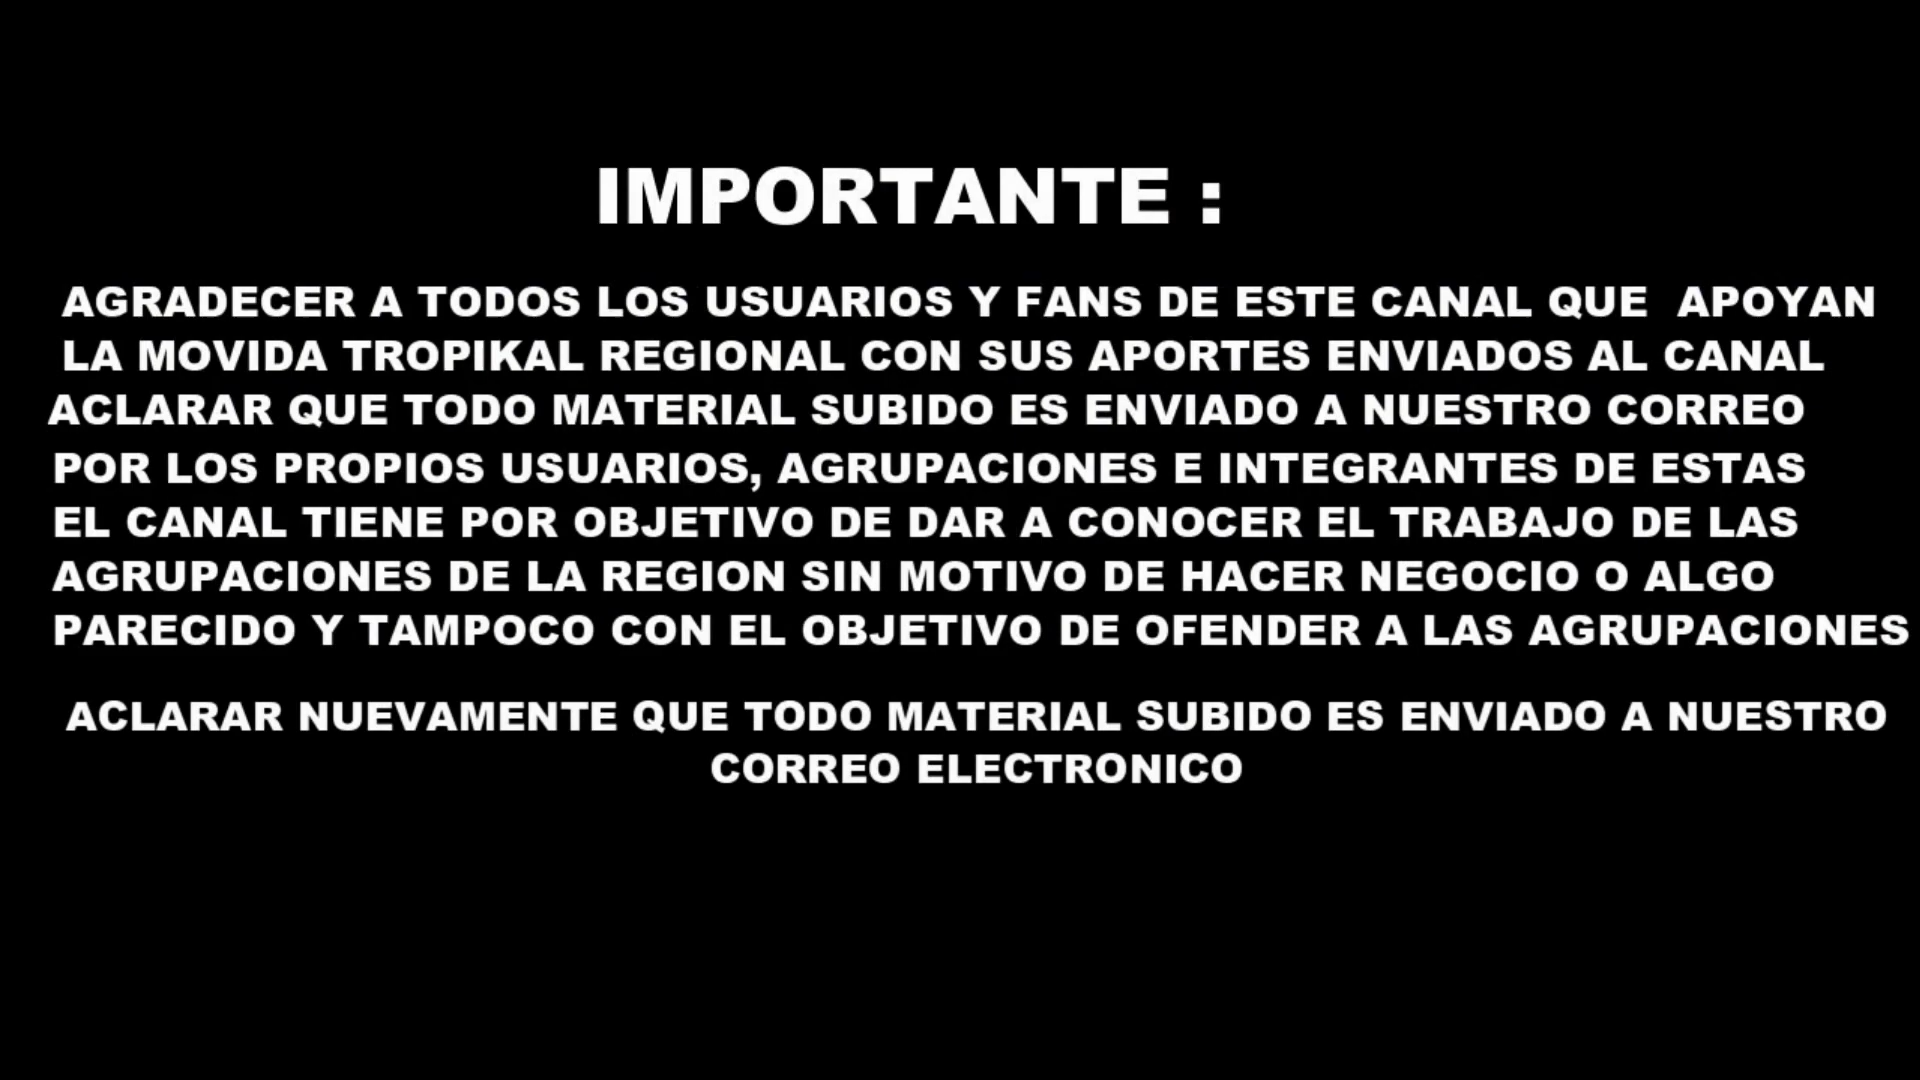 IMPORTANTE :
AGRADECER A TODOS LOS USUARIOS Y FANS DE ESTE CANAL QUE  APOYAN
LA MOVIDA TROPIKAL REGIONAL CON SUS APORTES ENVIADOS AL CANAL
ACLARAR QUE TODO MATERIAL SUBIDO ES ENVIADO A NUESTRO CORREO
POR LOS PROPIOS USUARIOS, AGRUPACIONES E INTEGRANTES DE ESTAS
EL CANAL TIENE POR OBJETIVO DE DAR A CONOCER EL TRABAJO DE LAS
AGRUPACIONES DE LA REGION SIN MOTIVO DE HACER NEGOCIO O ALGO
PARECIDO Y TAMPOCO CON EL OBJETIVO DE OFENDER A LAS AGRUPACIONES
ACLARAR NUEVAMENTE QUE TODO MATERIAL SUBIDO ES ENVIADO A NUESTRO
CORREO ELECTRONICO